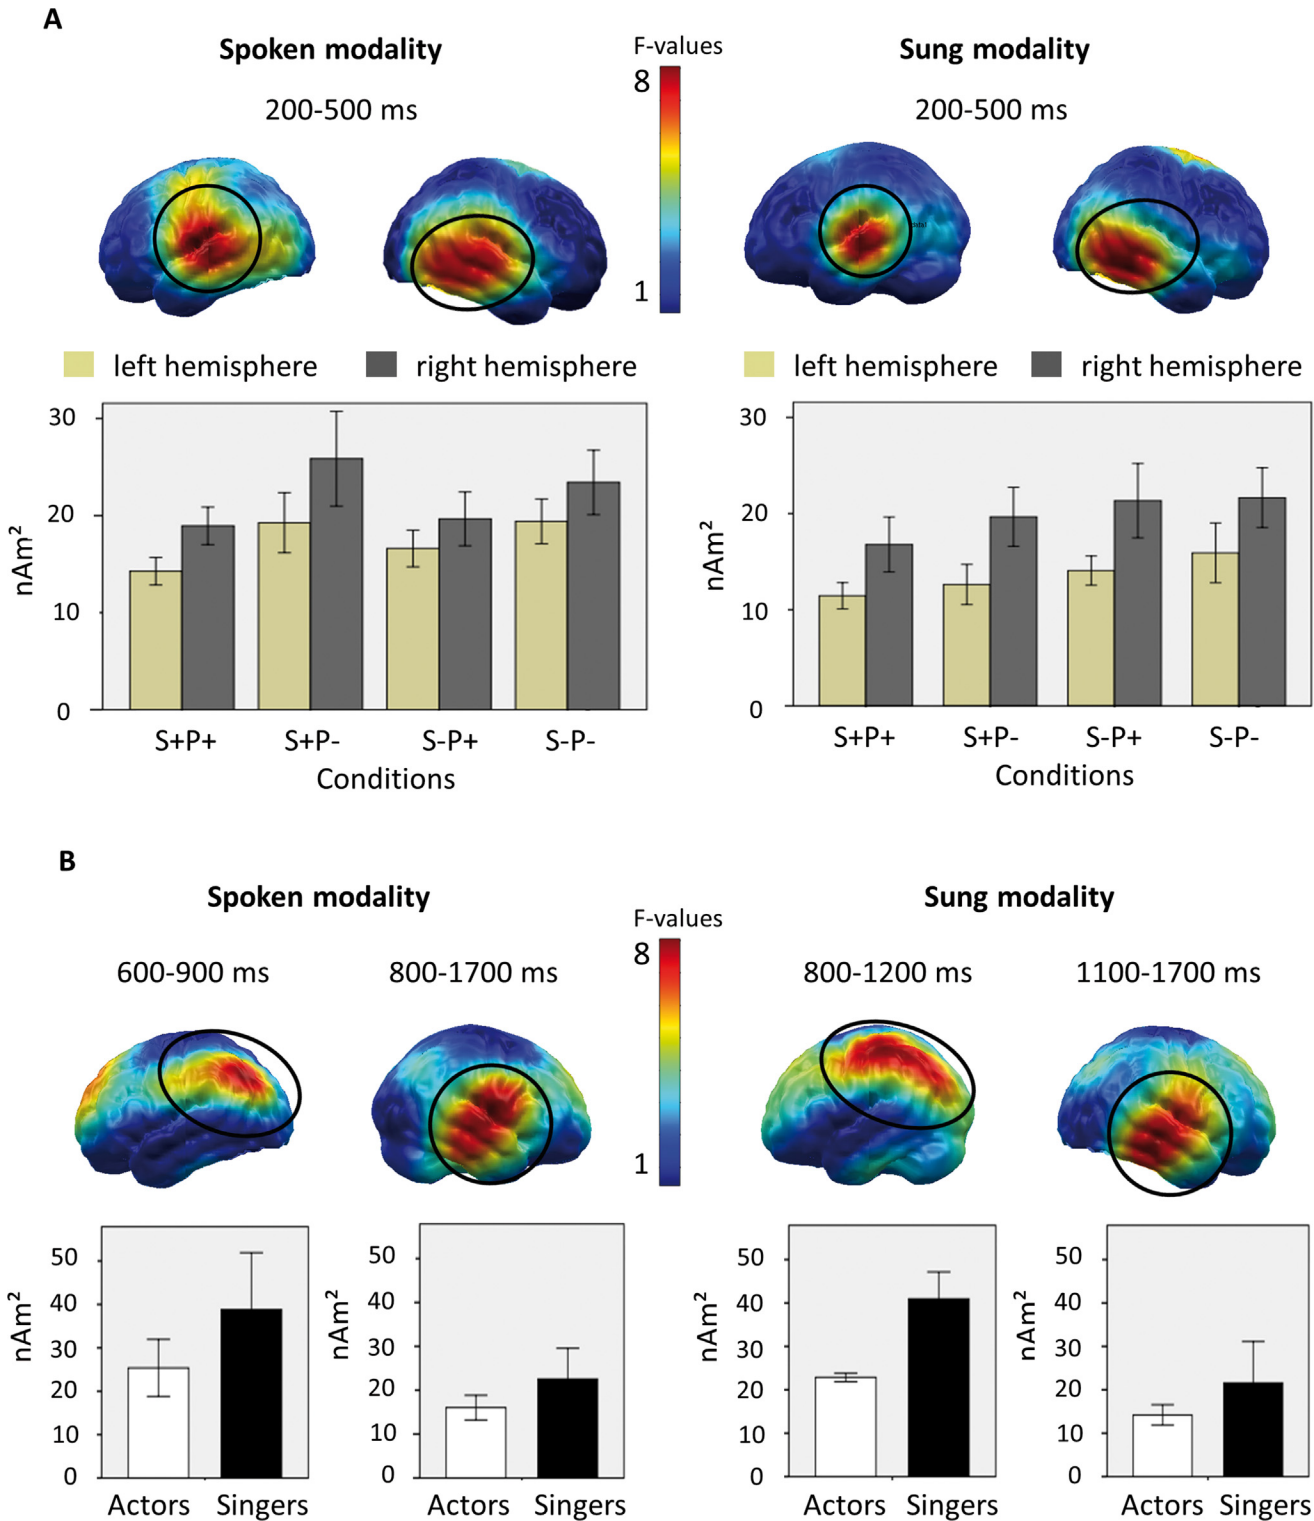 A
Spoken modality
F-values
Sung modality
200-500 ms
8
200-500 ms
1
left hemisphere
right hemisphere
left hemisphere
right hemisphere
30
20
10
0
nAm²
S+P+
S+P-
S-P+
S-P-
Conditions
30
20
10
0
nAm²
S+P+
S+P-
S-P+
S-P-
Conditions
B
Spoken modality
F-values
Sung modality
600-900 ms
800-1700 ms
8
800-1200 ms
1100-1700 ms
1
50
40
30
20
10
0
nAm²
Actors
Singers
50
40
30
20
10
0
nAm²
Actors
Singers
50
40
30
20
10
0
nAm²
Actors
Singers
50
40
30
20
10
0
nAm²
Actors
Singers